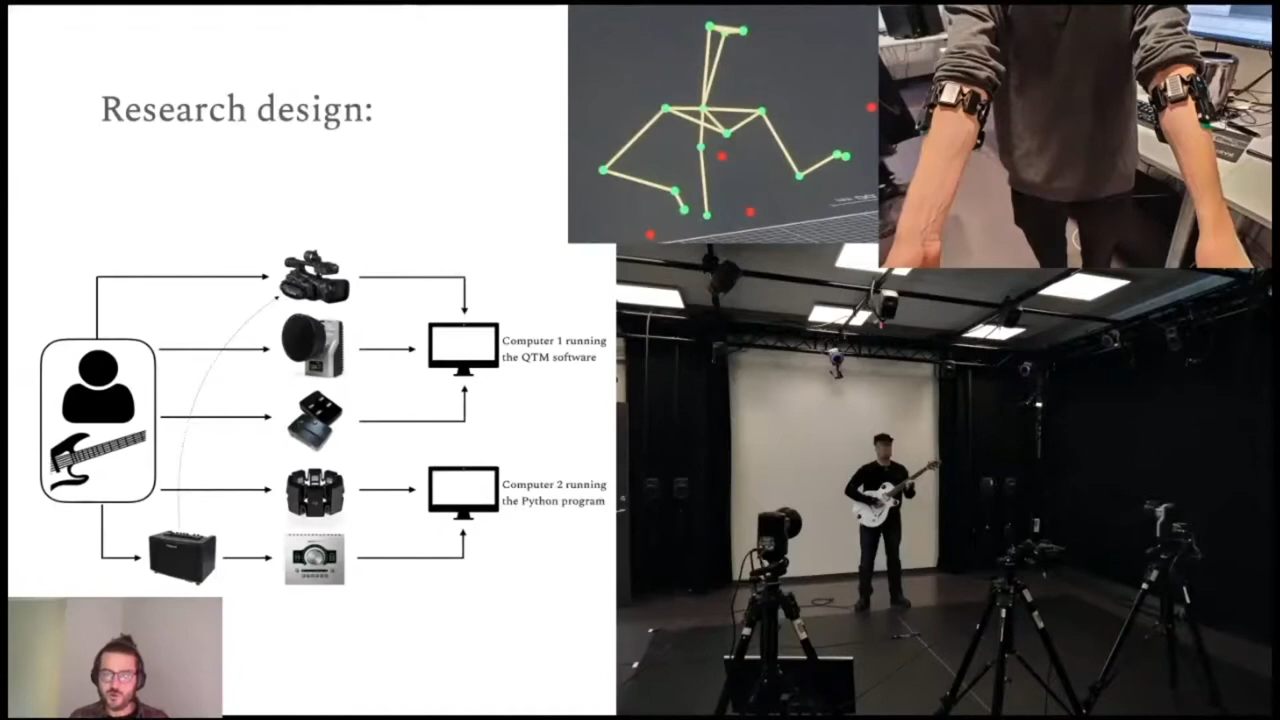 Research design:
Computer 1 running
the QTM software
Computer 2 running
the Python program